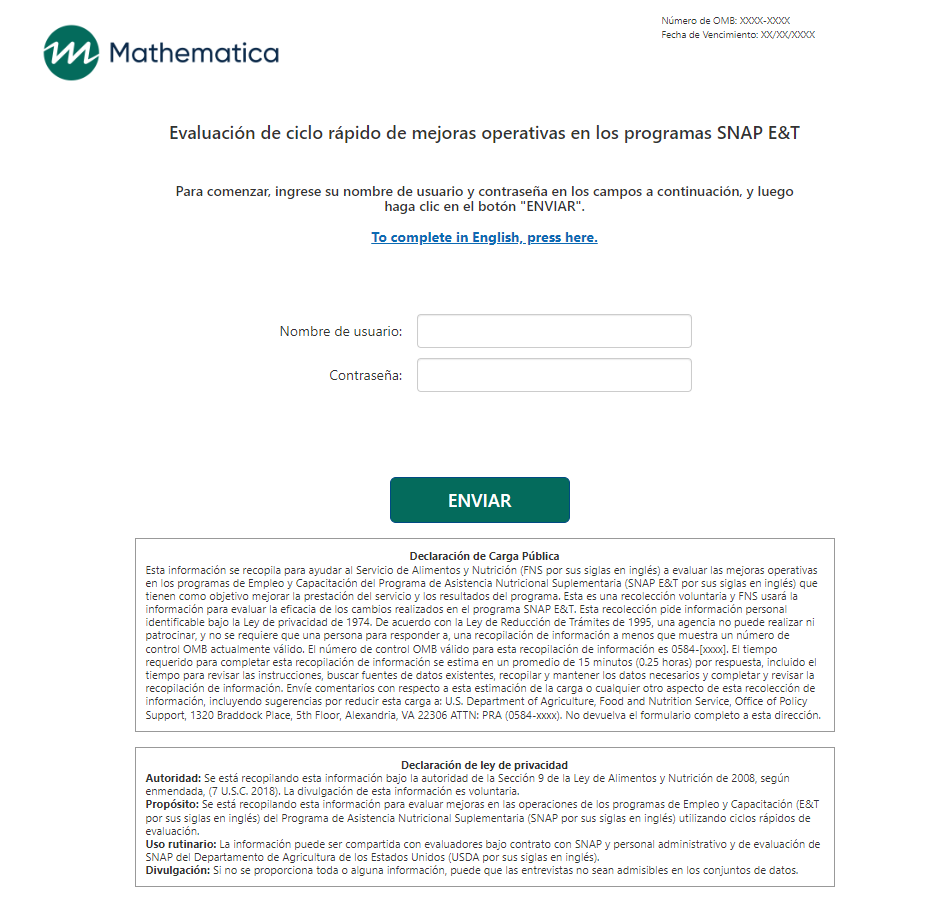 Número de OMB: XXXX-XXXX
Fecha de Vencimiento: XX/XX/XXXX
Mathematica
Evaluación de ciclo rápido de mejoras operativas en los programas SNAP E&T
Para comenzar, ingrese su nombre de usuario y contraseña en los campos a continuación, y luego
haga clic en el botón "ENVIAR".
To complete in English, press here.
Nombre de usuario:
Contraseña:
ENVIAR
Declaración de Carga Pública
Esta información se recopila para ayudar al Servicio de Alimentos y Nutrición (FNS por sus siglas en inglés) a evaluar las mejoras operativas
en los programas de Empleo y Capacitación del Programa de Asistencia Nutricional Suplementaria (SNAP E&T por sus siglas en inglés) que
tienen como objetivo mejorar la prestación del servicio y los resultados del programa. Esta es una recolección voluntaria y FNS usará la
información para evaluar la eficacia de los cambios realizados en el programa SNAP E&T. Esta recolección pide información personal
identificable bajo la Ley de privacidad de 1974. De acuerdo con la Ley de Reducción de Trámites de 1995, una agencia no puede realizar ni
patrocinar, y no se requiere que una persona para responder a, una recopilación de información a menos que muestra un número de
control OMB actualmente válido. El número de control OMB válido para esta recopilación de información es 0584-[xxxx]. El tiempo
requerido para completar esta recopilación de información se estima en un promedio de 15 minutos (0.25 horas) por respuesta, incluido el
tiempo para revisar las instrucciones, buscar fuentes de datos existentes, recopilar y mantener los datos necesarios y completar y revisar la
recopilación de información. Envíe comentarios con respecto a esta estimación de la carga o cualquier otro aspecto de esta recolección de
información, incluyendo sugerencias por reducir esta carga a: U.S. Department of Agriculture, Food and Nutrition Service, Office of Policy
Support, 1320 Braddock Place, 5th Floor, Alexandria, VA 22306 ATTN: PRA (0584-xxxx). No devuelva el formulario completo a esta dirección.
Declaración de ley de privacidad
Autoridad: Se está recopilando esta información bajo la autoridad de la Sección 9 de la Ley de Alimentos y Nutrición de 2008, según
enmendada, (7 U.S.C. 2018). La divulgación de esta información es voluntaria.
Propósito: Se está recopilando esta información para evaluar mejoras en las operaciones de los programas de Empleo y Capacitación (E&T
por sus siglas en inglés) del Programa de Asistencia Nutricional Suplementaria (SNAP por sus siglas en inglés) utilizando ciclos rápidos de
evaluación.
Uso rutinario: La información puede ser compartida con evaluadores bajo contrato con SNAP y personal administrativo y de evaluación de
SNAP del Departamento de Agricultura de los Estados Unidos (USDA por sus siglas en inglés).
Divulgación: Si no se proporciona toda o alguna información, puede que las entrevistas no sean admisibles en los conjuntos de datos.